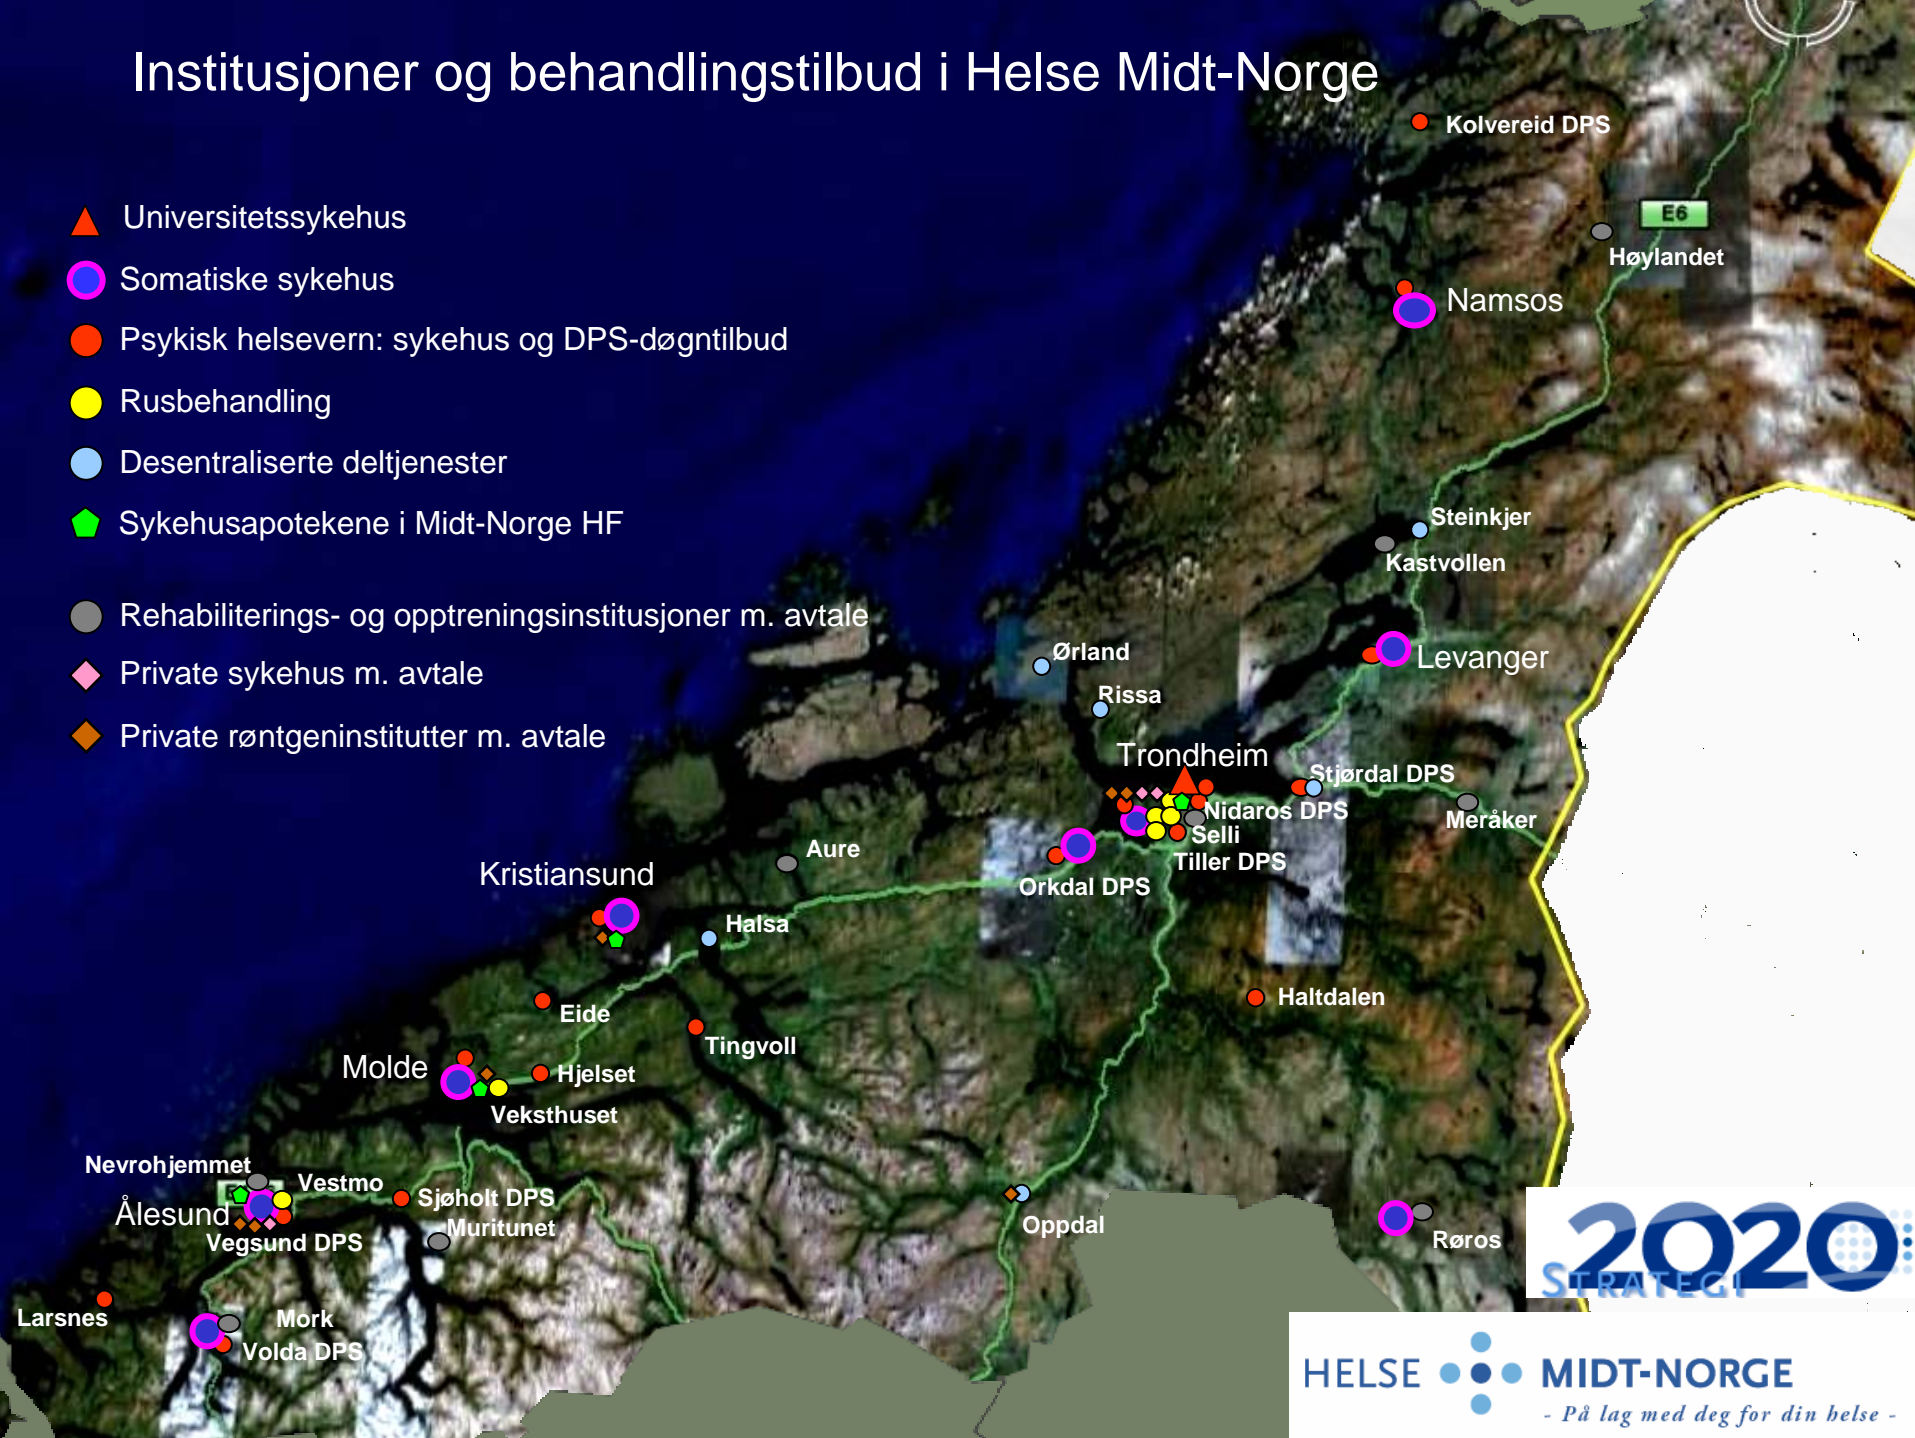 Institusjoner og behandlingstilbud i Helse Midt-Norge
Universitetssykehus
Somatiske sykehus
Psykisk helsevern: sykehus og DPS-døgntilbud
Rusbehandling
Desentraliserte deltjenester
Sykehusapotekene i Midt-Norge HF
Rehabiliterings- og opptreningsinstitusjoner m. avtale
Private sykehus m. avtale
Private røntgeninstitutter m. avtale
Kolvereid DPS
E6
Høylandet
Namsos
Steinkjer
Kastvollen
Levanger
Ørland
Rissa
Trondheim
Stjørdal DPS
Nidaros DPS
Meråker
Selli
Tiller DPS
Orkdal DPS
Aure
Kristiansund
Halsa
Haltdalen
Eide
Tingvoll
Molde
Hjelset
Veksthuset
Nevrohjemmet
Vestmo
Sjøholt DPS
Ålesund
Muritunet
Vegsund DPS
Oppdal
Røros
Larsnes
Mork
Volda DPS
2020
STRATEGI
HELSE MIDT-NORGE
- På lag med deg for din helse -